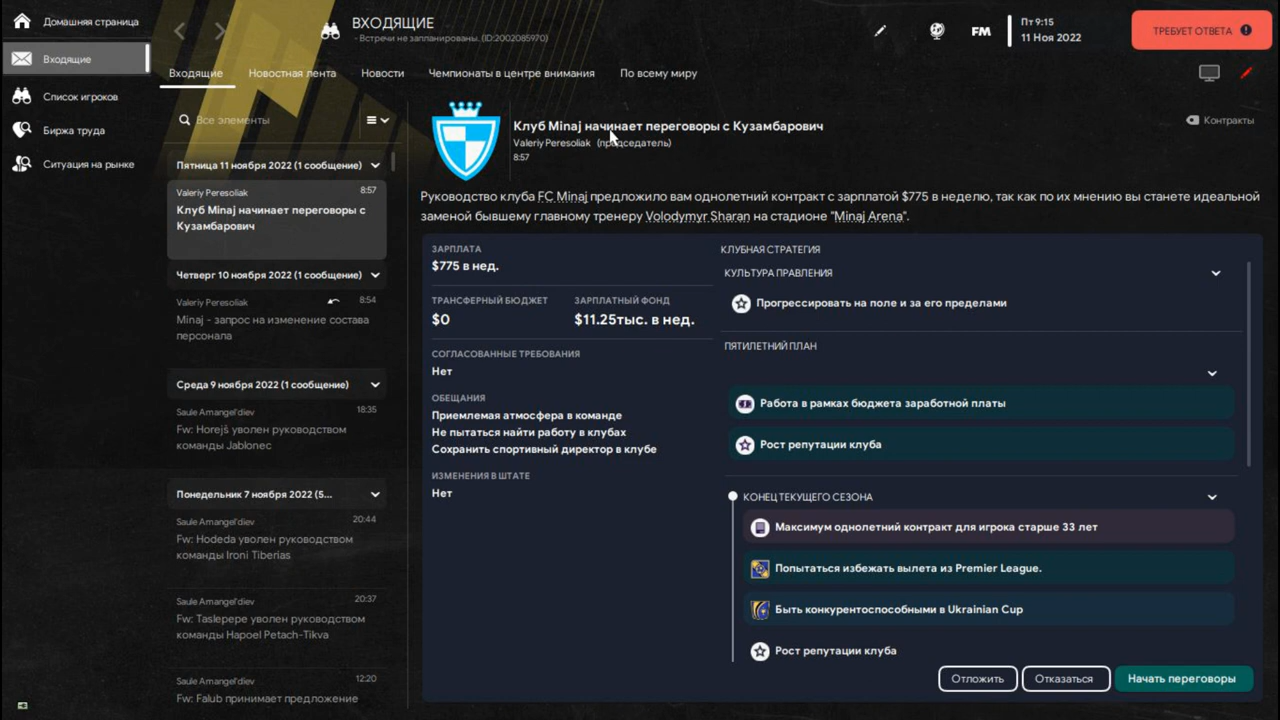 Домашняя страница
Входящие
Список игроков
Биржа труда
Ситуация на рынке
ВХОДЯЩИЕ
- Встречи не запланированы. (ID:2002085970)
FM
Пт 9:15
11 Ноя 2022
ТРЕБУЕТ ОТВЕТА
Входящие
Новостная лента
Новости
Чемпионаты в центре внимания
По всему миру
Все элементы
Пятница 11 ноября 2022 (1 сообщение)
Valeriy Peresoliak 8:57
Клуб Minaj начинает переговоры с
Кузамбарович
Четверг 10 ноября 2022 (1 сообщение)
Valeriy Peresoliak 8:54
Minaj - запрос на изменение состава
персонала
Среда 9 ноября 2022 (1 сообщение)
Saule Amangel'diev 18:35
Fw: Horejš уволен руководством
команды Jablonec
Понедельник 7 ноября 2022 (5...
Saule Amangel'diev 20:44
Fw: Hodeda уволен руководством
команды Ironi Tiberias
Saule Amangel'diev 20:37
Fw: Taslepepe уволен руководством
команды Hapoel Petach-Tikva
Saule Amangel'diev 12:20
Fw: Falub принимает предложение
Клуб Minaj начинает переговоры с Кузамбарович
Valeriy Peresoliak (председатель)
8:57
Контракты
Руководство клуба FC Minaj предложило вам однолетний контракт с зарплатой $775 в неделю, так как по их мнению вы станете идеальной
заменой бывшему главному тренеру Volodymyr Sharan на стадионе "Minaj Arena".
ЗАРПЛАТА
$775 в нед.
ТРАНСФЕРНЫЙ БЮДЖЕТ
$0
ЗАРПЛАТНЫЙ ФОНД
$11.25тыс. в нед.
СОГЛАСОВАННЫЕ ТРЕБОВАНИЯ
Нет
ОБЕЩАНИЯ
Приемлемая атмосфера в команде
Не пытаться найти работу в клубах
Сохранить спортивный директор в клубе
ИЗМЕНЕНИЯ В ШТАТЕ
Нет
КЛУБНАЯ СТРАТЕГИЯ
КУЛЬТУРА ПРАВЛЕНИЯ
Прогрессировать на поле и за его пределами
ПЯТИЛЕТНИЙ ПЛАН
Работа в рамках бюджета заработной платы
Рост репутации клуба
КОНЕЦ ТЕКУЩЕГО СЕЗОНА
Максимум однолетний контракт для игрока старше 33 лет
Попытаться избежать вылета из Premier League.
Быть конкурентоспособными в Ukrainian Cup
Рост репутации клуба
Отложить
Отказаться
Начать переговоры